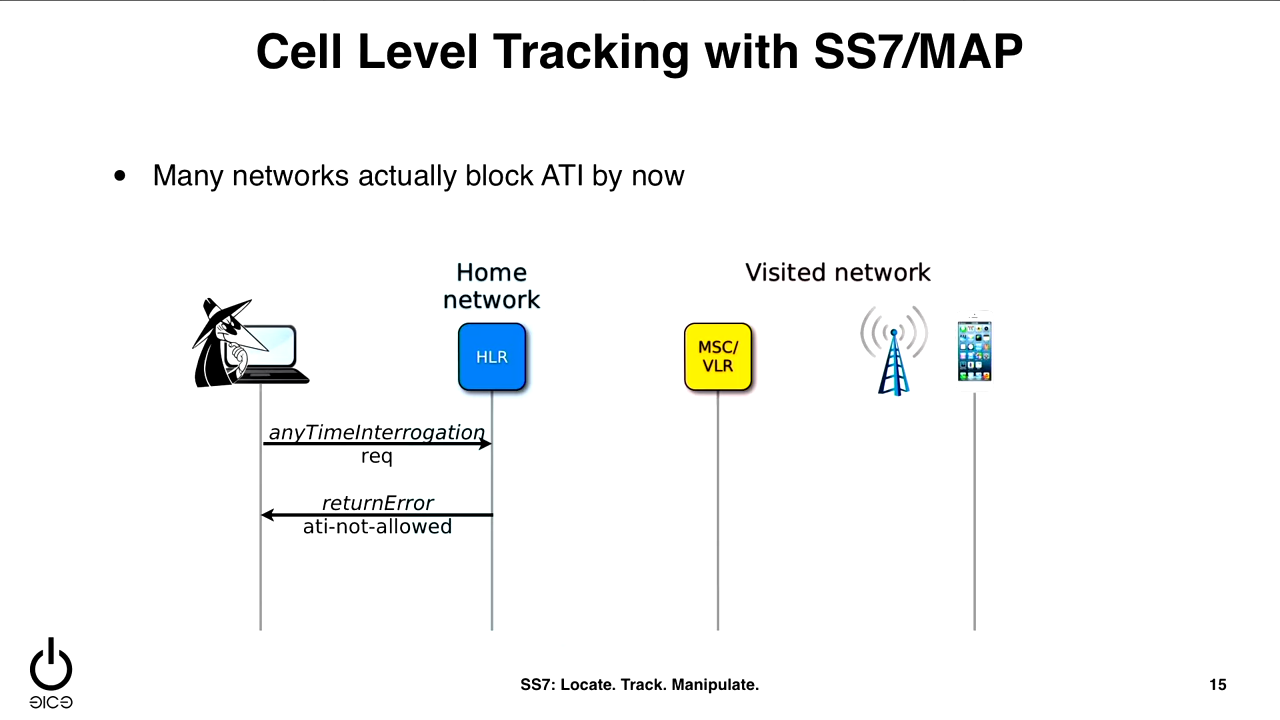 Cell Level Tracking with SS7/MAP
• Many networks actually block ATI by now
Home
network
Visited network
HLR
MSC/
VLR
anyTimeInterrogation
req
returnError
ati-not-allowed
SS7: Locate. Track. Manipulate.
15